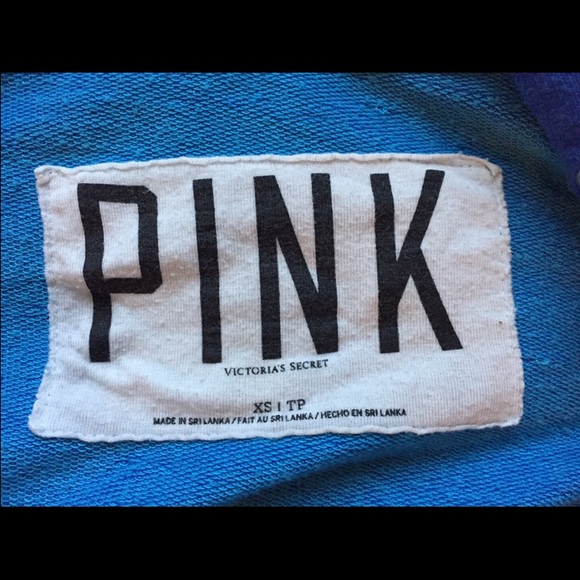 PINK
VICTORIA'S SECRET
XS | TP
MADE IN SRI LANKA / FAIT AU SRI LANKA / HECHO EN SRI LANKA